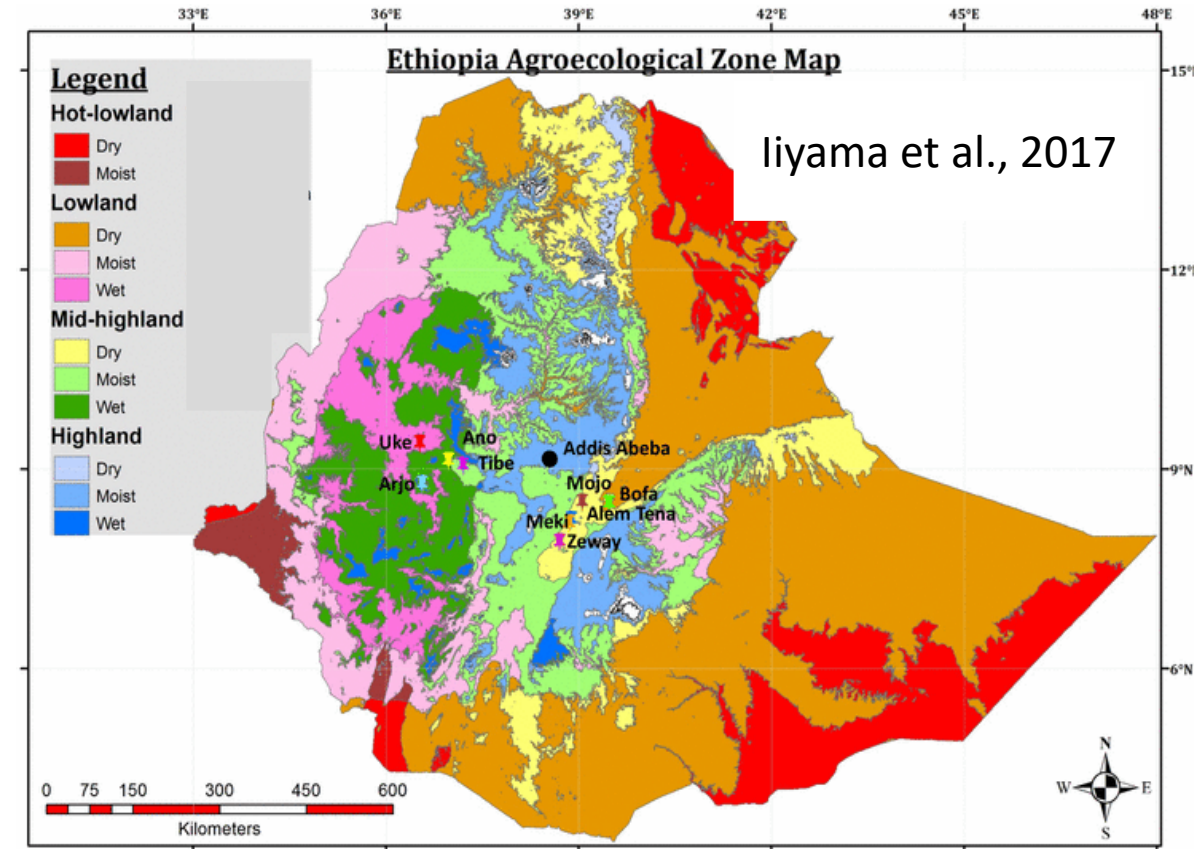 33°E 36°E 39°E 42°E 45°E 48°E
Ethiopia Agroecological Zone Map
15°N
Legend
Hot-lowland
Dry
Moist
Lowland
Dry
Moist
Wet
Mid-highland
Dry
Moist
Wet
Highland
Dry
Moist
Wet
Iiyama et al., 2017
12°N
Uke
Ano
Addis Abeba
Tibe
9°N
Arjo
Mojo
Bofa
Meki
Alem Tena
Zeway
6°N
0 75 150 300 450 600
Kilometers
N
W E
S